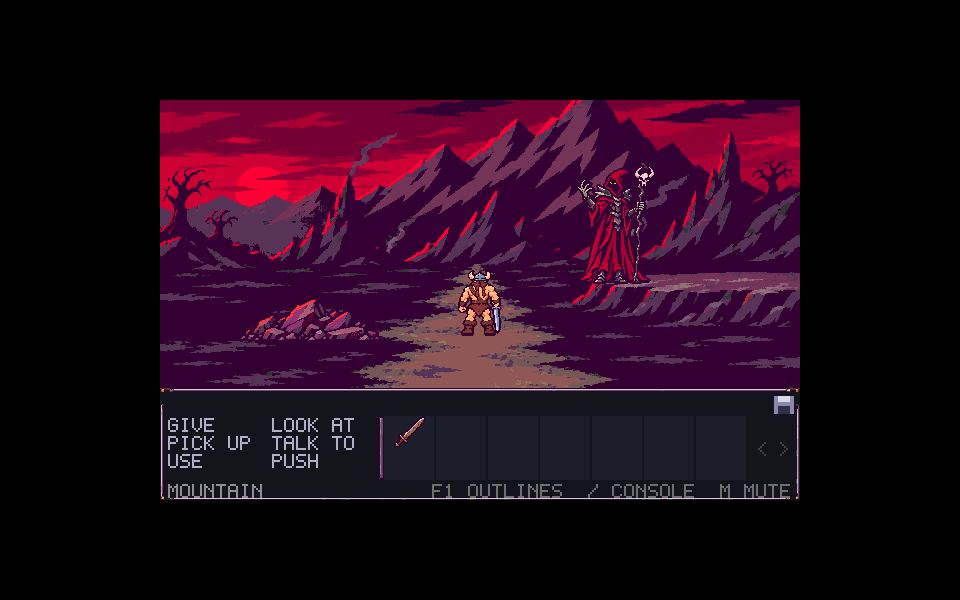 GIVE LOOK AT
PICK UP TALK TO
USE PUSH
MOUNTAIN F1 OUTLINES / CONSOLE M MUTE